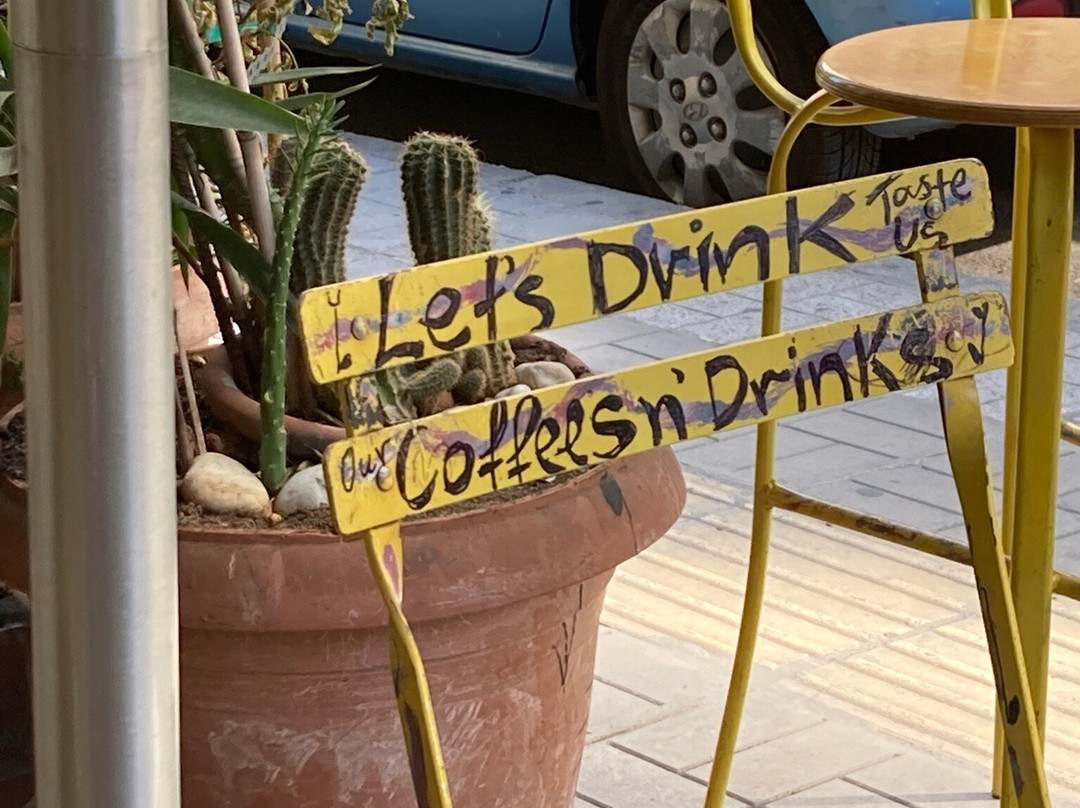 Let's Drink Taste
us
our Coffees n' Drinks